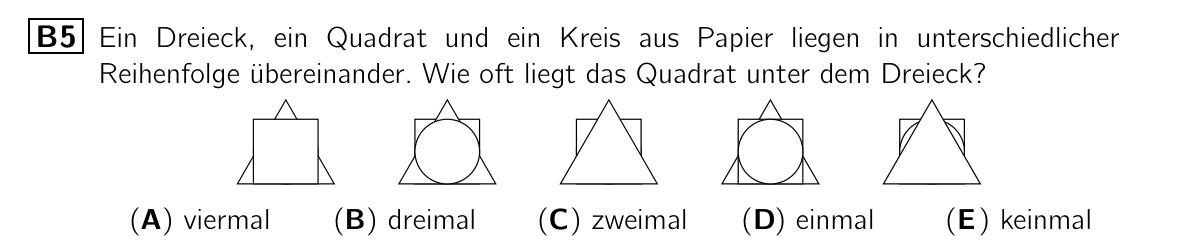 B5 Ein Dreieck, ein Quadrat und ein Kreis aus Papier liegen in unterschiedlicher
Reihenfolge übereinander. Wie oft liegt das Quadrat unter dem Dreieck?
(A) viermal (B) dreimal (C) zweimal (D) einmal (E) keinmal